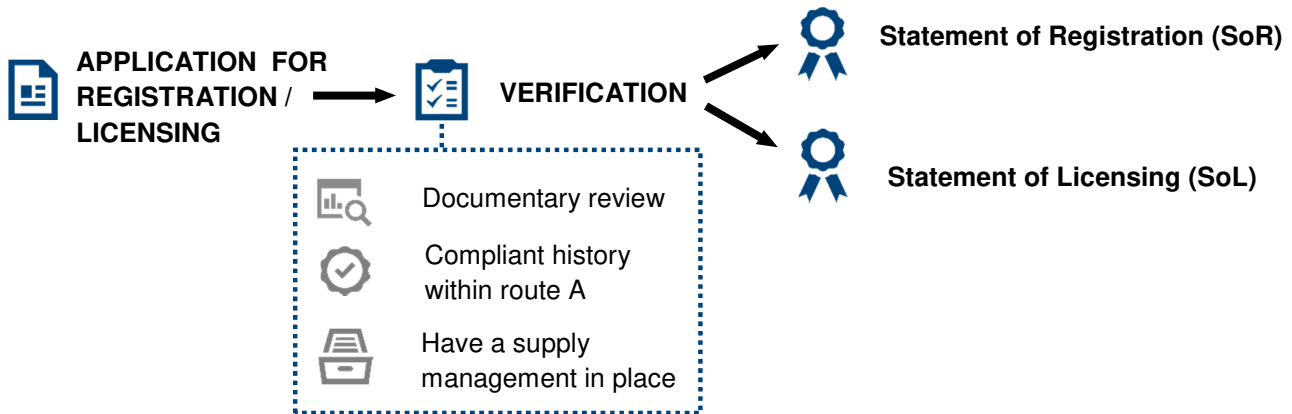 APPLICATION FOR
REGISTRATION /
LICENSING
VERIFICATION
Statement of Registration (SoR)
Statement of Licensing (SoL)
Documentary review
Compliant history
within route A
Have a supply
management in place